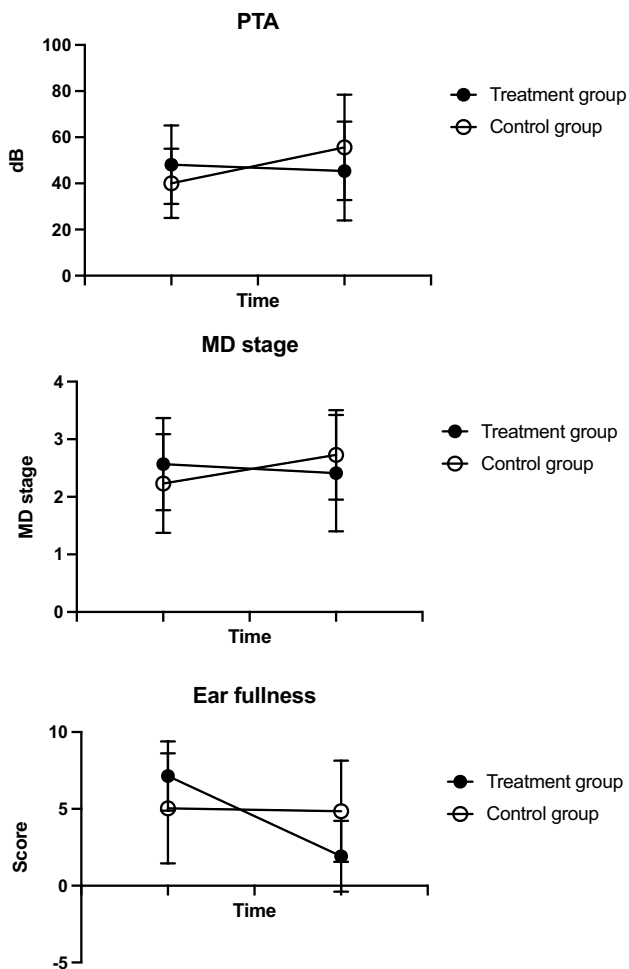 PTA
100
80
60
40
20
0
dB
Time
Treatment group
Control group
MD stage
4
3
2
1
0
MD stage
Time
Treatment group
Control group
Ear fullness
10
5
0
-5
Score
Time
Treatment group
Control group